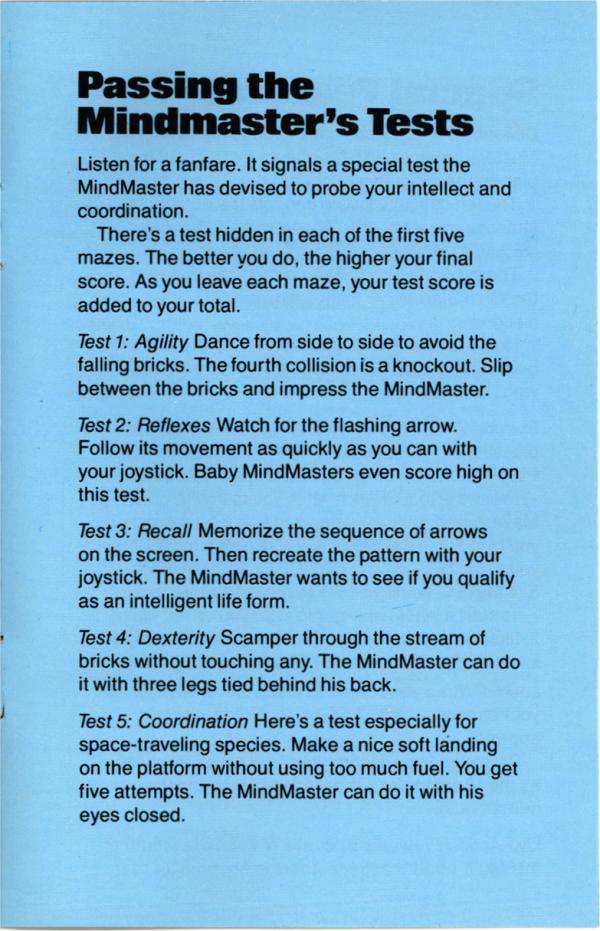 Passing the
Mindmaster's Tests
Listen for a fanfare. It signals a special test the
MindMaster has devised to probe your intellect and
coordination.
There's a test hidden in each of the first five
mazes. The better you do, the higher your final
score. As you leave each maze, your test score is
added to your total.
Test 1: Agility Dance from side to side to avoid the
falling bricks. The fourth collision is a knockout. Slip
between the bricks and impress the MindMaster.
Test 2: Reflexes Watch for the flashing arrow.
Follow its movement as quickly as you can with
your joystick. Baby MindMasters even score high on
this test.
Test 3: Recall Memorize the sequence of arrows
on the screen. Then recreate the pattern with your
joystick. The MindMaster wants to see if you qualify
as an intelligent life form.
Test 4: Dexterity Scamper through the stream of
bricks without touching any. The MindMaster can do
it with three legs tied behind his back.
Test 5: Coordination Here's a test especially for
space-traveling species. Make a nice soft landing
on the platform without using too much fuel. You get
five attempts. The MindMaster can do it with his
eyes closed.